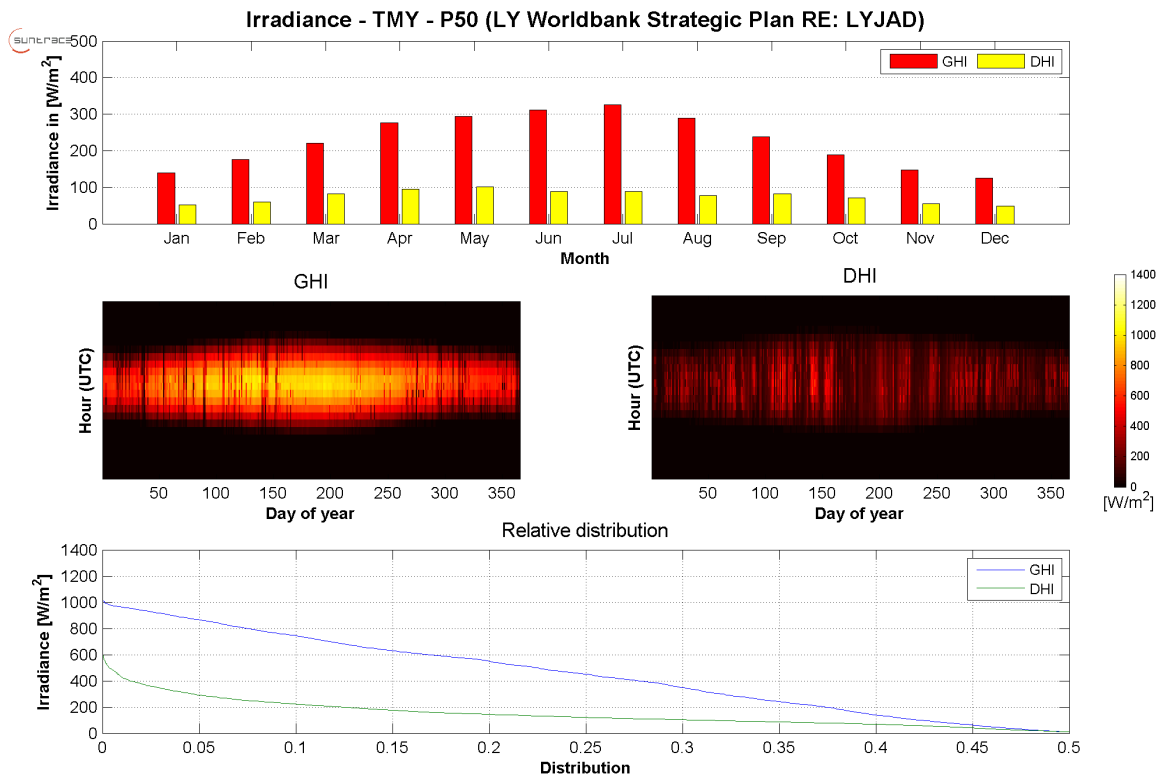 Irradiance - TMY - P50 (LY Worldbank Strategic Plan RE: LYJAD)
suntrace
500
400
300
200
100
0
Irradiance in [W/m²]
GHI DHI
Jan Feb Mar Apr May Jun Jul Aug Sep Oct Nov Dec
Month
GHI
Hour (UTC)
50 100 150 200 250 300 350
Day of year
DHI
Hour (UTC)
50 100 150 200 250 300 350
Day of year
1400
1200
1000
800
600
400
200
0
[W/m²]
Relative distribution
1400
1200
1000
800
600
400
200
0
Irradiance [W/m²]
GHI
DHI
0 0.05 0.1 0.15 0.2 0.25 0.3 0.35 0.4 0.45 0.5
Distribution